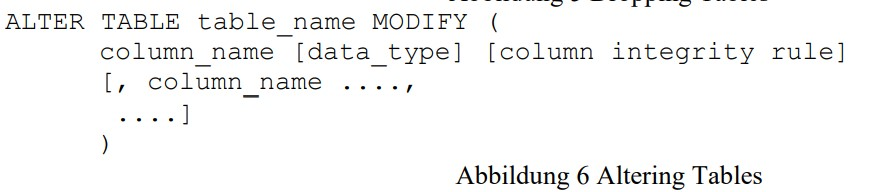 ALTER TABLE table_name MODIFY (
column_name [data_type] [column integrity rule]
[, column_name ....,
....]
)
Abbildung 6 Altering Tables